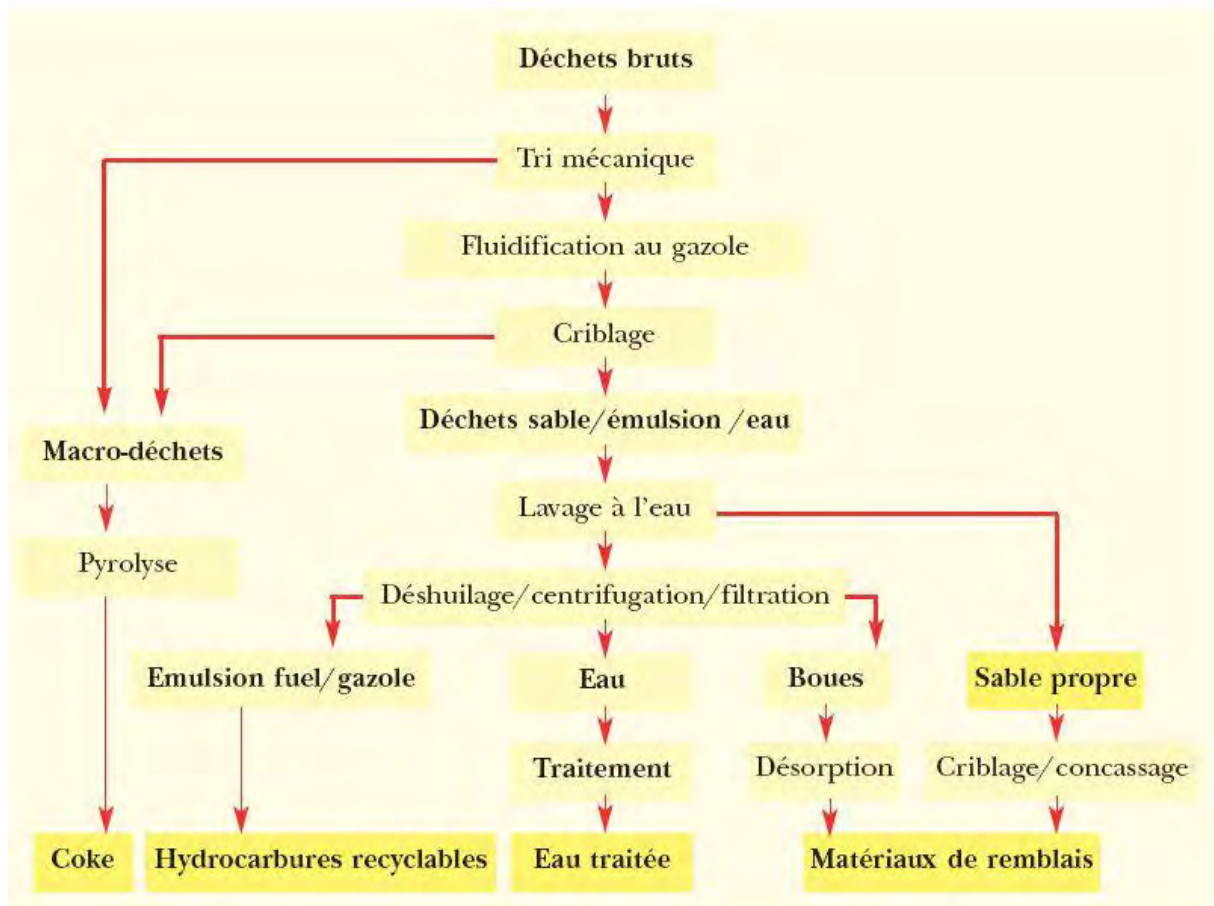 Déchets bruts
Tri mécanique
Fluidification au gazole
Criblage
Déchets sable/émulsion /eau
Macro-déchets
Lavage à l'eau
Pyrolyse
Déshuilage/centrifugation/filtration
Emulsion fuel/gazole
Eau
Boues
Sable propre
Traitement
Désorption
Criblage/concassage
Coke
Hydrocarbures recyclables
Eau traitée
Matériaux de remblais